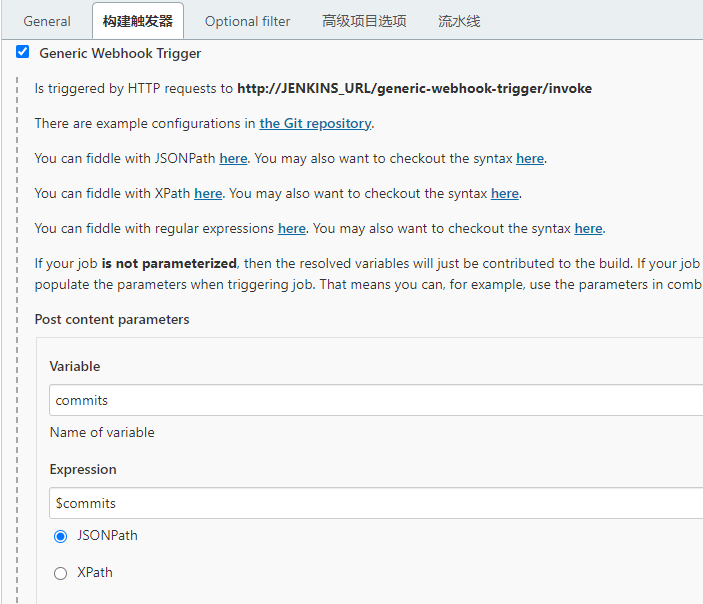 General 构建触发器 Optional filter 高级项目选项 流水线
Generic Webhook Trigger
Is triggered by HTTP requests to http://JENKINS_URL/generic-webhook-trigger/invoke
There are example configurations in the Git repository.
You can fiddle with JSONPath here. You may also want to checkout the syntax here.
You can fiddle with XPath here. You may also want to checkout the syntax here.
You can fiddle with regular expressions here. You may also want to checkout the syntax here.
If your job is not parameterized, then the resolved variables will just be contributed to the build. If your job
populate the parameters when triggering job. That means you can, for example, use the parameters in comb
Post content parameters
Variable
commits
Name of variable
Expression
$commits
JSONPath
XPath